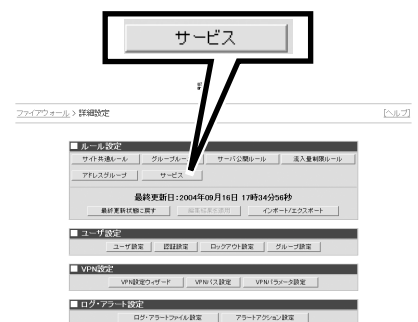 サービス
ファイアウォール > 詳細設定 [ヘルプ]
■ ルール設定
サイト共通ルール グループルー サーバ公開ルール 流入量制限ルール
アドレスグループ サービス
最終更新日:2004年09月16日 17時34分56秒
最終更新状態に戻す 編集結果を適用 インポート/エクスポート
■ ユーザ設定
ユーザ設定 認証設定 ロックアウト設定 グループ設定
■ VPN設定
VPN設定ウィザード VPNパス設定 VPNパラメータ設定
■ ログ・アラート設定
ログ・アラートファイル設定 アラートアクション設定